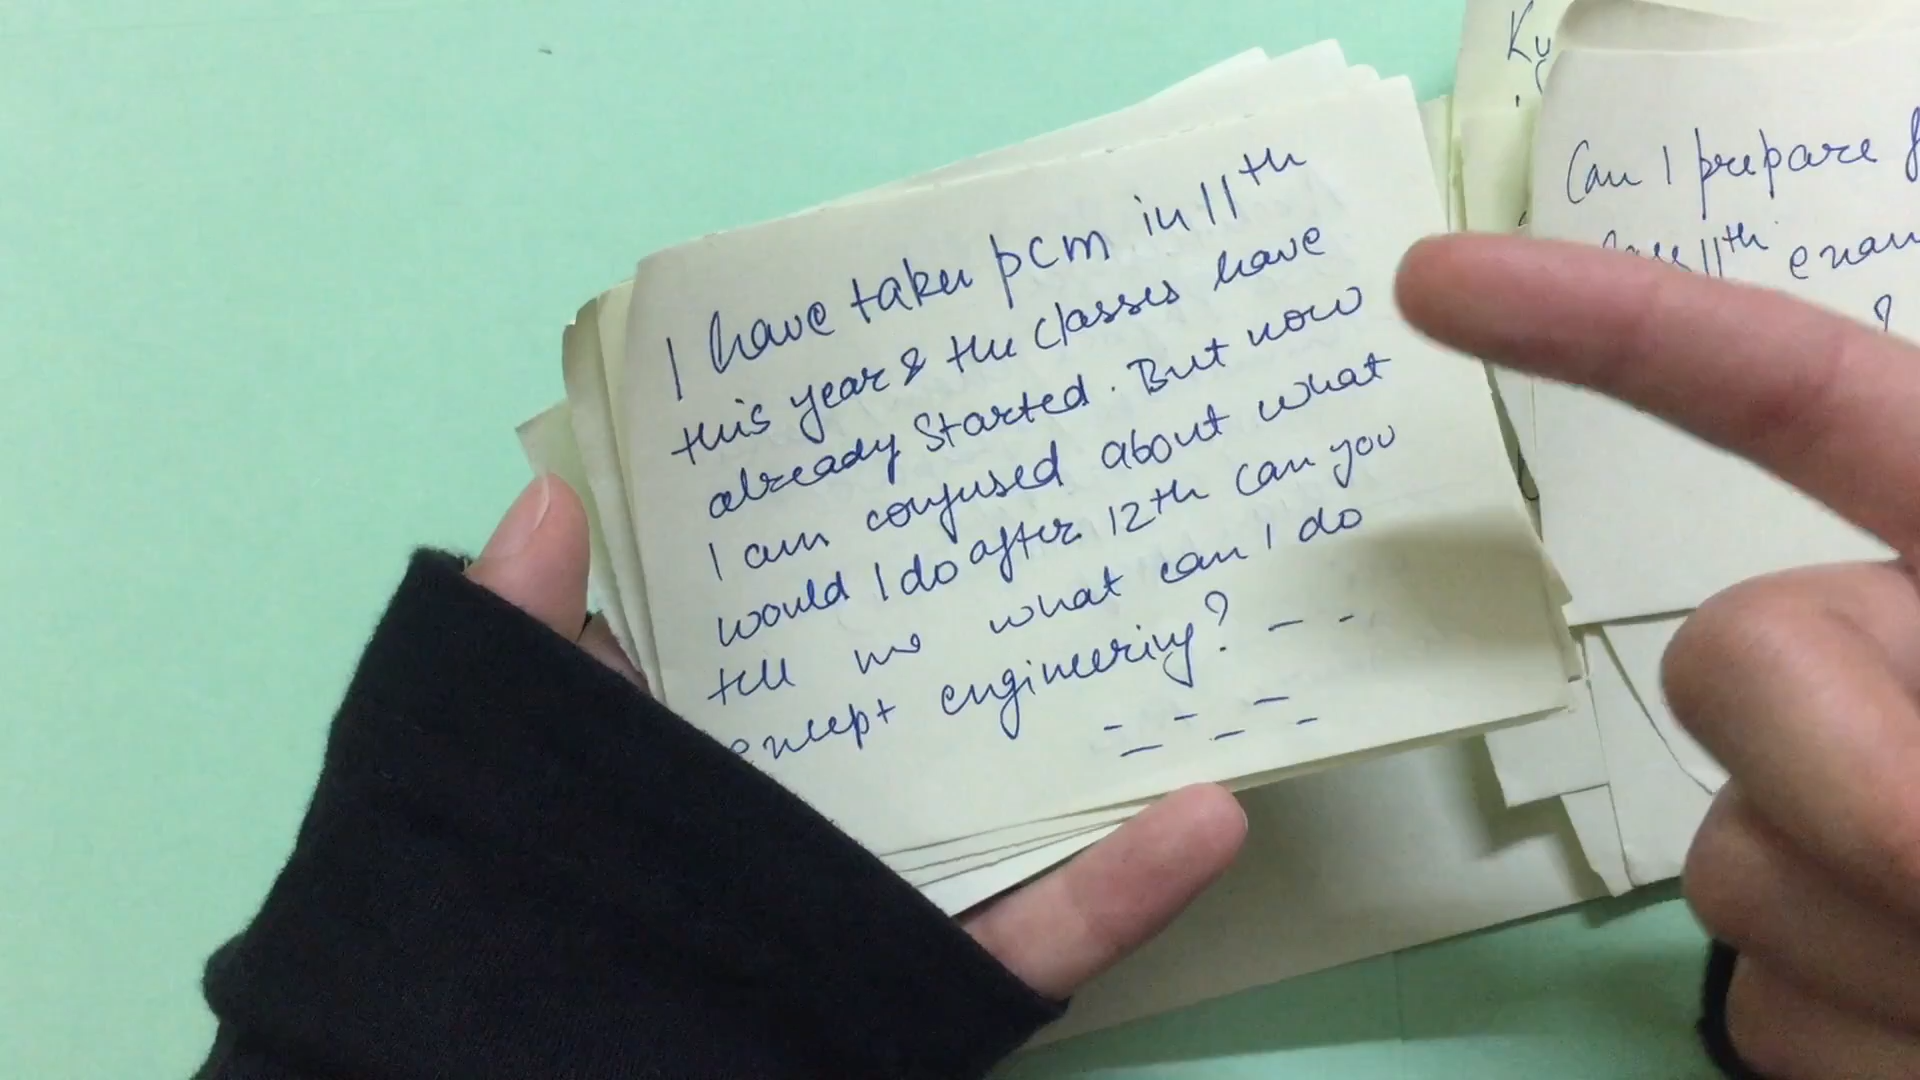 I have taken pcm in 11th
this year & the classes have
already started. But now
I am confused about what
would I do after 12th can you
tell me what can I do
except engineering? - -
- - -
- - -
Ku
Can I prepare f
11th exam
?